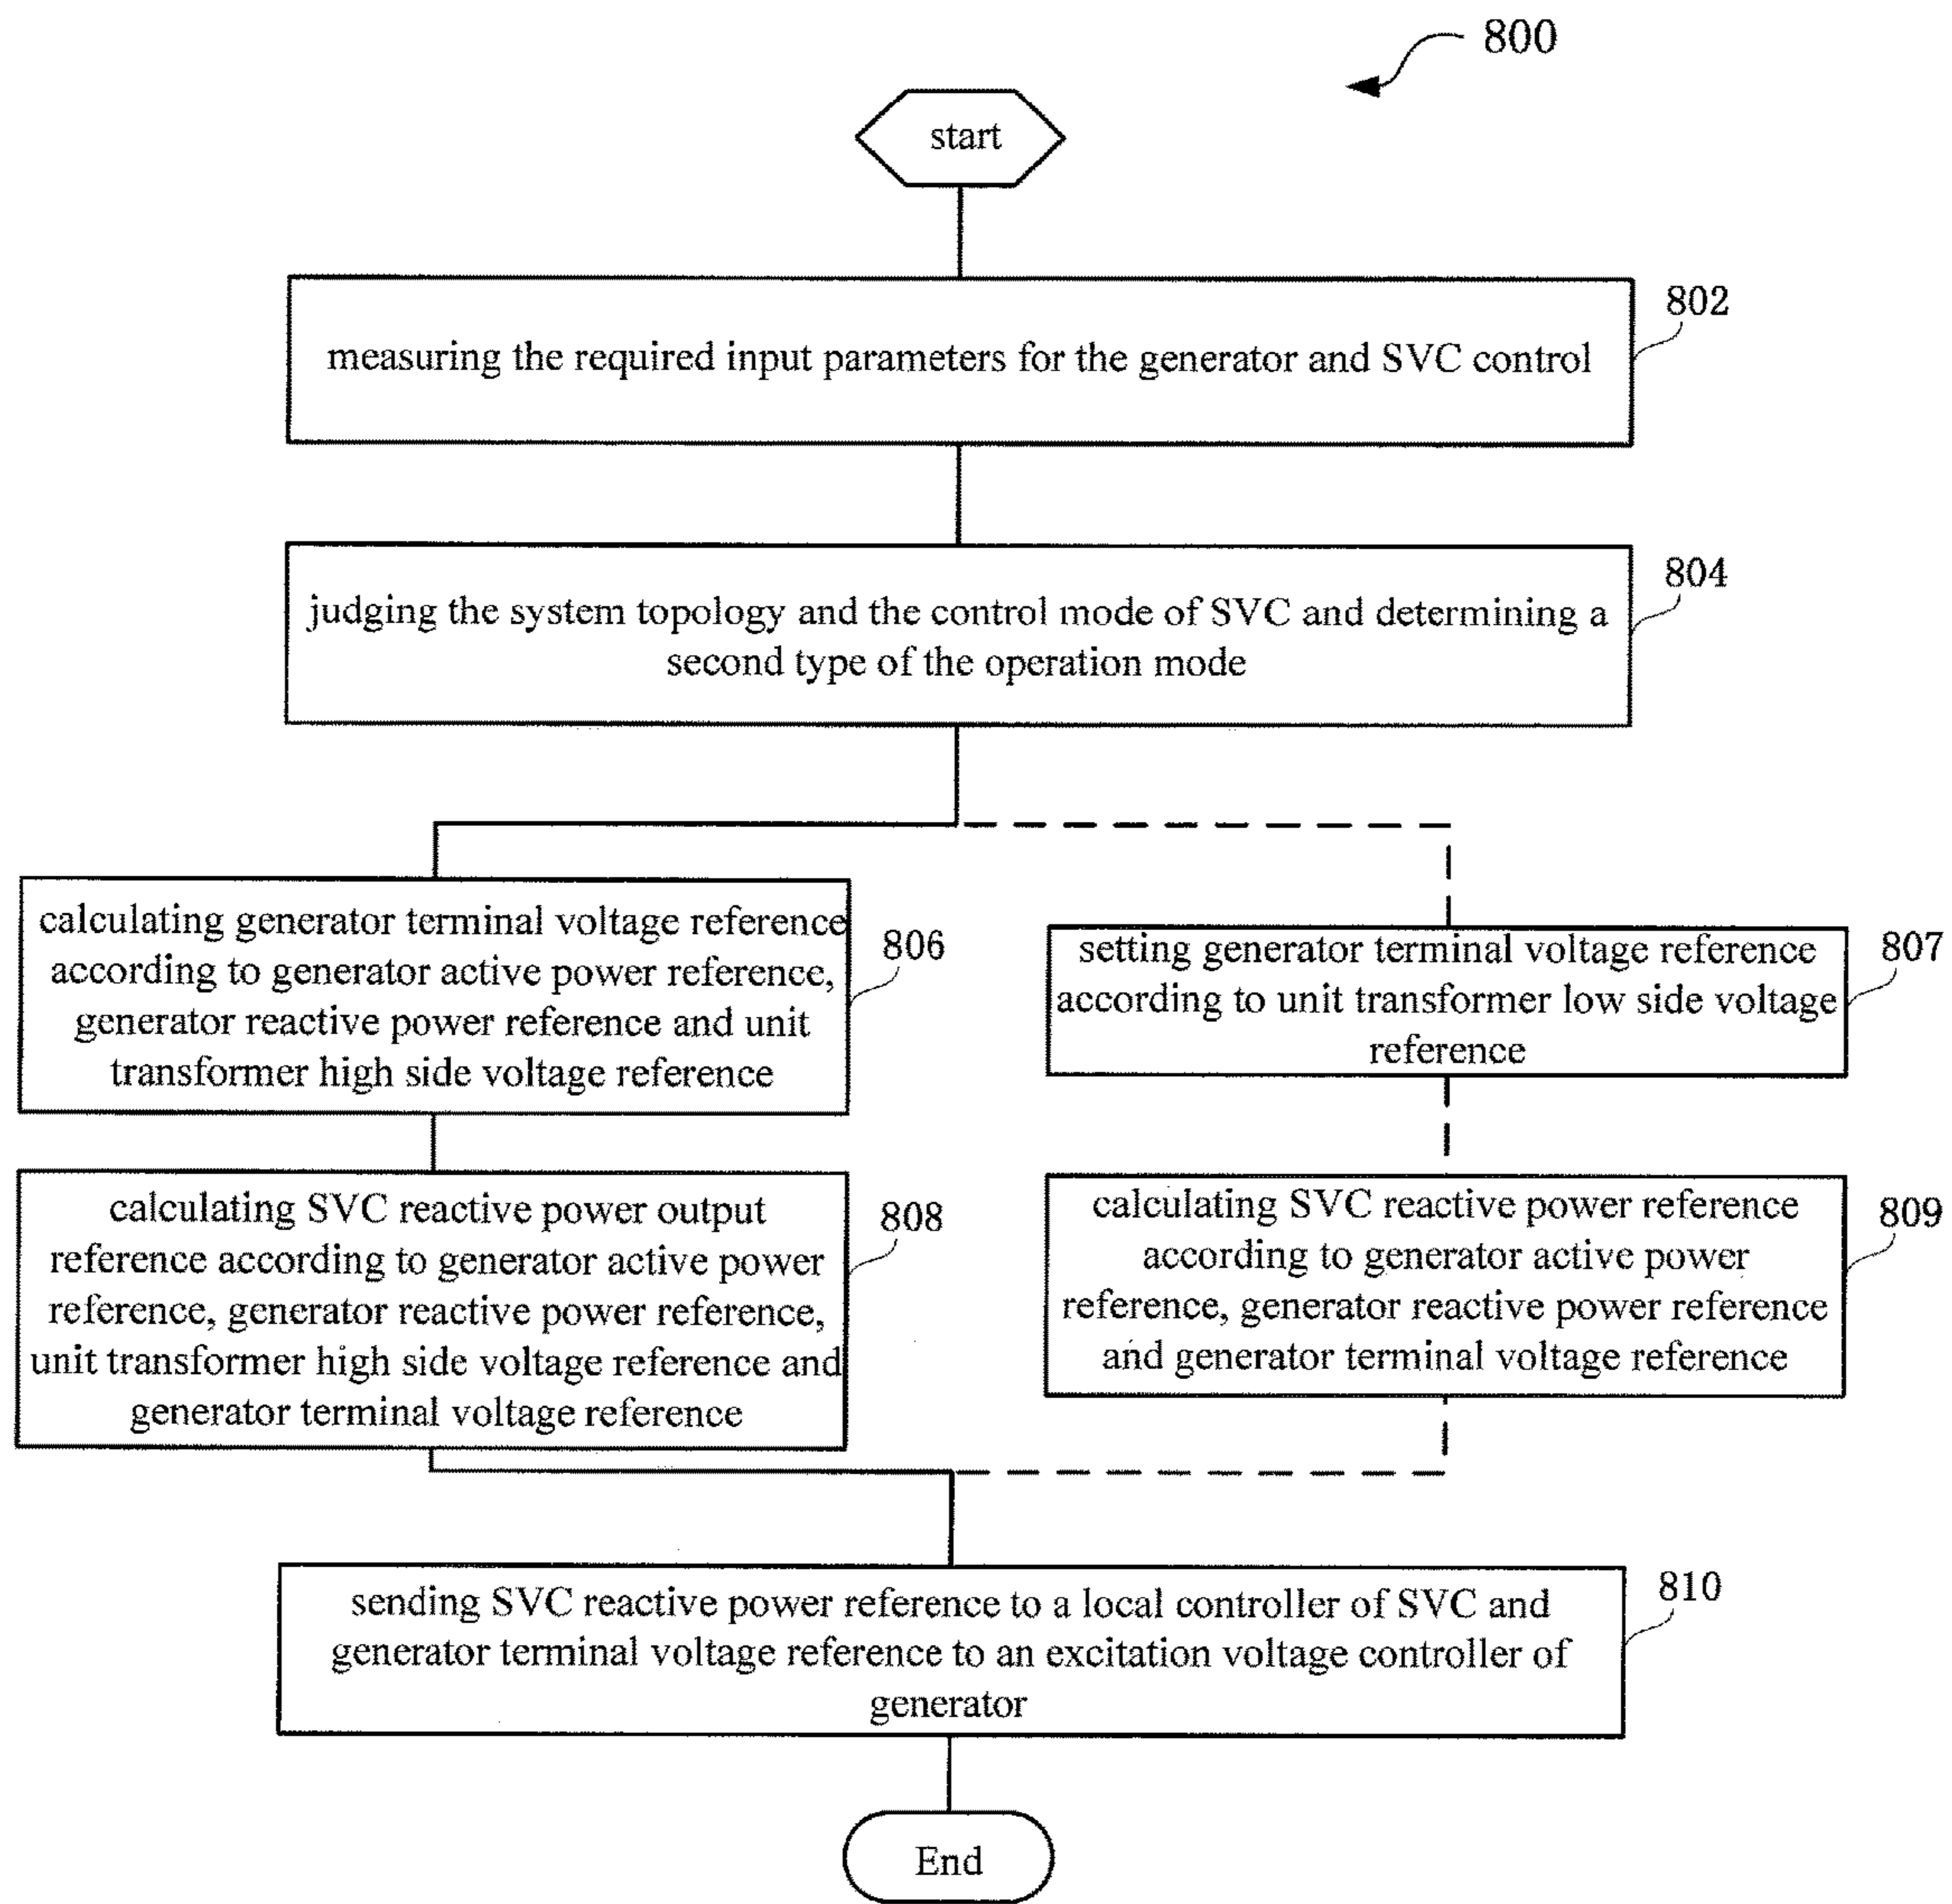 800
start
802
measuring the required input parameters for the generator and SVC control
804
judging the system topology and the control mode of SVC and determining a
second type of the operation mode
calculating generator terminal voltage reference
according to generator active power reference,
generator reactive power reference and unit
transformer high side voltage reference
806
setting generator terminal voltage reference
according to unit transformer low side voltage
reference
807
calculating SVC reactive power output
reference according to generator active power
reference, generator reactive power reference,
unit transformer high side voltage reference and
generator terminal voltage reference
808
calculating SVC reactive power reference
according to generator active power
reference, generator reactive power reference
and generator terminal voltage reference
809
sending SVC reactive power reference to a local controller of SVC and
generator terminal voltage reference to an excitation voltage controller of
generator
810
End